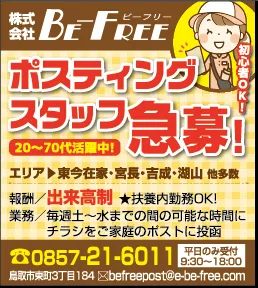 株式会社 BE-FREE ビーフリー
初心者OK!
ポスティング
スタッフ急募!
20〜70代活躍中!
エリア▶東今在家・宮長・吉成・湖山 他多数
報酬/出来高制 ★扶養内勤務OK!
業務/毎週土〜水までの間の可能な時間に
チラシをご家庭のポストに投函
☎0857-21-6011 平日のみ受付 9:30〜18:00
鳥取市東町3丁目184 ✉befreepost@e-be-free.com